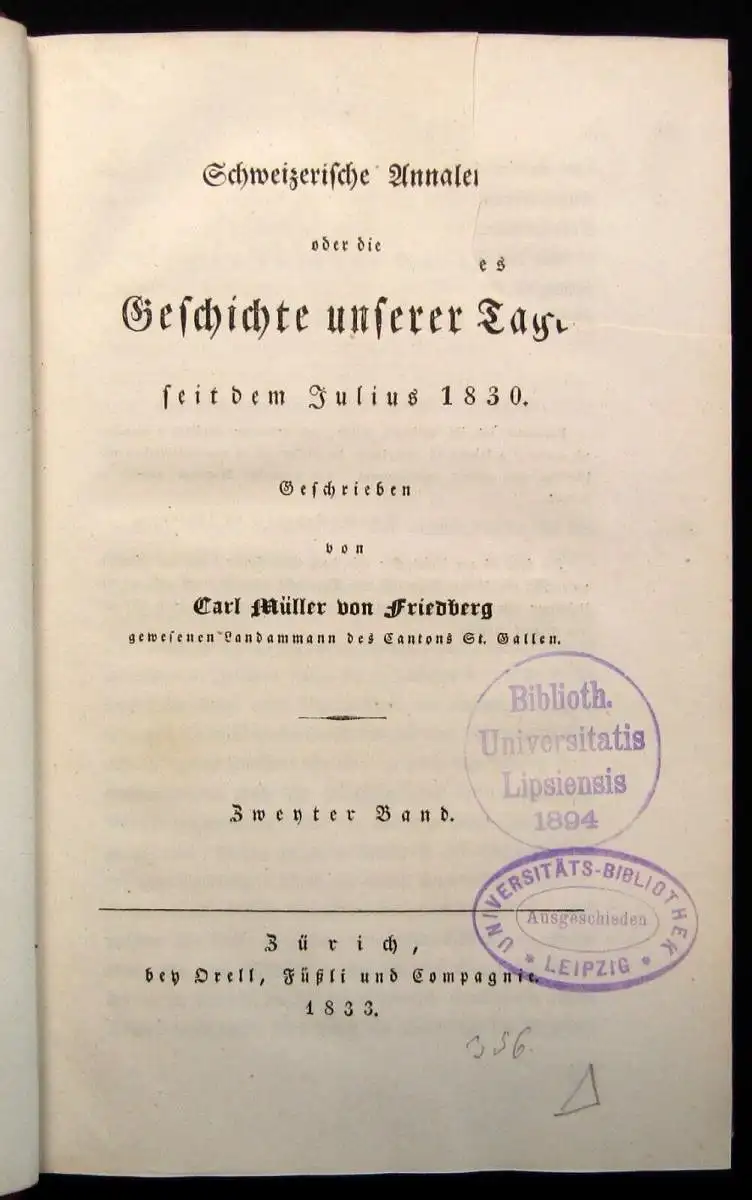 Schweizerische Annale
oder die
es
Geschichte unserer Tag
seit dem Julius 1830.
Geschrieben
von
Carl Müller von Friedberg
gewesenen Landammann des Cantons St. Gallen.
Zweyter Band.
Zürich,
bey Orell, Füßli und Compagnie.
1833.
Biblioth.
Universitatis
Lipsiensis
1894
UNIVERSITÄTS-BIBLIOTHEK
Ausgeschieden
* LEIPZIG *
356.